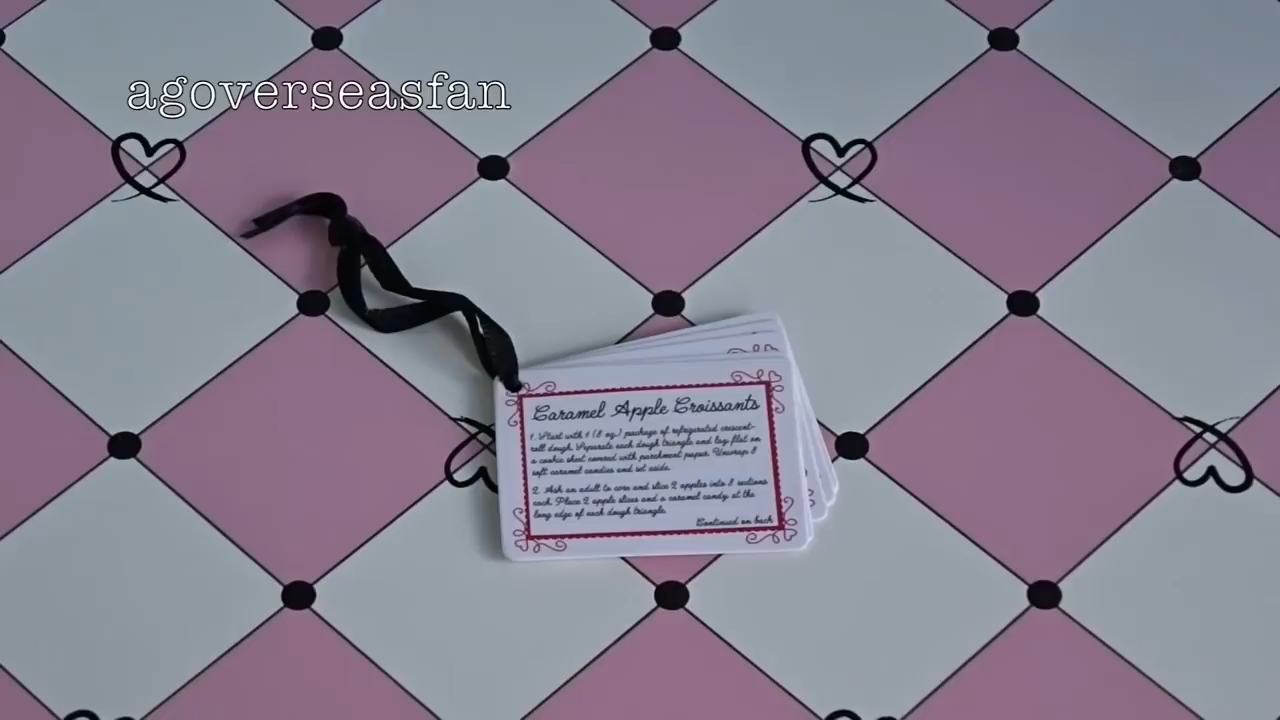 agoverseasfan
Caramel Apple Croissants
1. Start with 1 (8 oz.) package of refrigerated crescent-
roll dough. Separate each dough triangle and lay flat on
a cookie sheet covered with parchment paper. Unwrap 8
soft caramel candies and set aside.
2. Ask an adult to core and slice 2 apples into 8 sections
each. Place 2 apple slices and a caramel candy at the
long edge of each dough triangle.
Continued on back